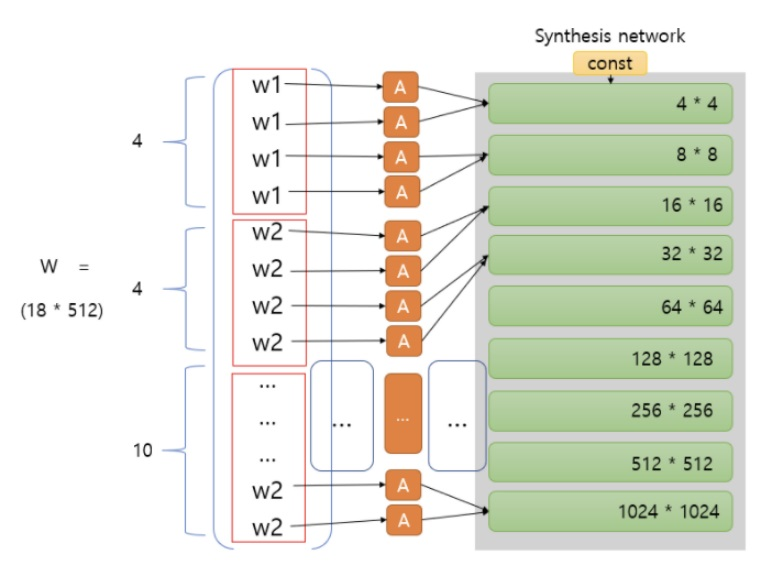 Synthesis network
const
w1 A 4 * 4
w1 A
4
w1 A 8 * 8
w1 A
16 * 16
w2 A
w2 A 32 * 32
W =
(18 * 512)
4
w2 A 64 * 64
w2 A
128 * 128
...
... ... ... ... 256 * 256
...
10
512 * 512
w2 A
1024 * 1024
w2 A